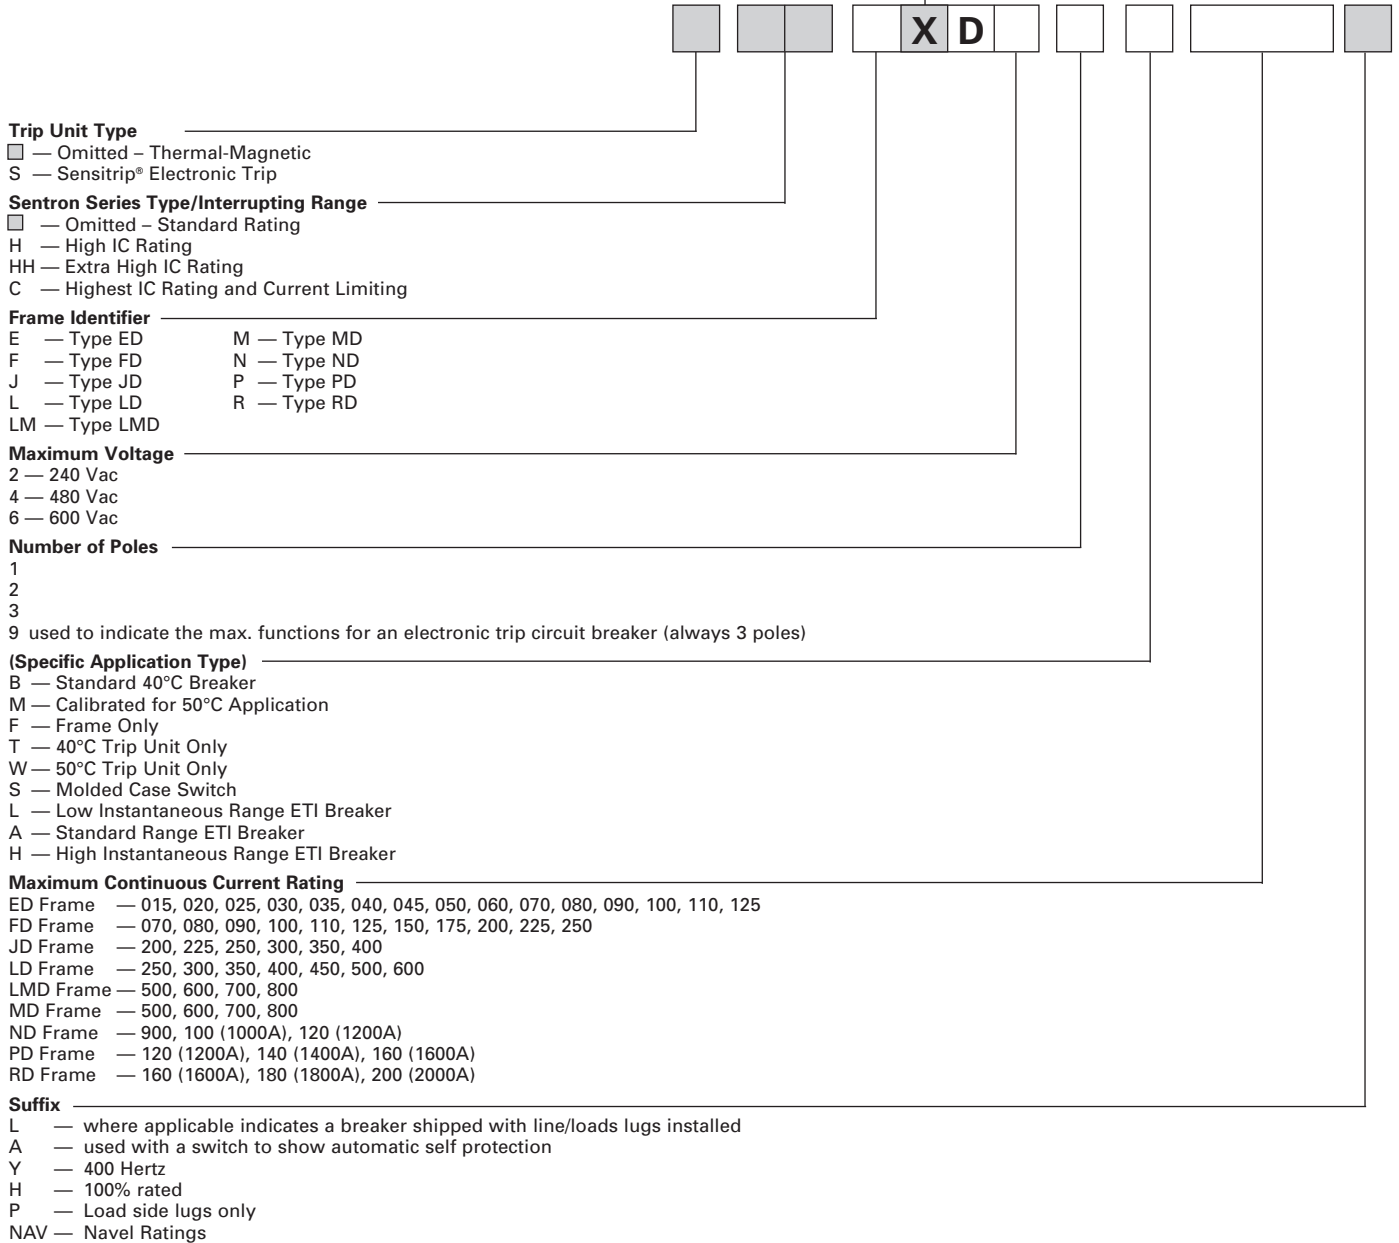 X D
Trip Unit Type
— Omitted – Thermal-Magnetic
S — Sensitrip® Electronic Trip
Sentron Series Type/Interrupting Range
— Omitted – Standard Rating
H — High IC Rating
HH — Extra High IC Rating
C — Highest IC Rating and Current Limiting
Frame Identifier
E — Type ED M — Type MD
F — Type FD N — Type ND
J — Type JD P — Type PD
L — Type LD R — Type RD
LM — Type LMD
Maximum Voltage
2 — 240 Vac
4 — 480 Vac
6 — 600 Vac
Number of Poles
1
2
3
9 used to indicate the max. functions for an electronic trip circuit breaker (always 3 poles)
(Specific Application Type)
B — Standard 40°C Breaker
M — Calibrated for 50°C Application
F — Frame Only
T — 40°C Trip Unit Only
W — 50°C Trip Unit Only
S — Molded Case Switch
L — Low Instantaneous Range ETI Breaker
A — Standard Range ETI Breaker
H — High Instantaneous Range ETI Breaker
Maximum Continuous Current Rating
ED Frame — 015, 020, 025, 030, 035, 040, 045, 050, 060, 070, 080, 090, 100, 110, 125
FD Frame — 070, 080, 090, 100, 110, 125, 150, 175, 200, 225, 250
JD Frame — 200, 225, 250, 300, 350, 400
LD Frame — 250, 300, 350, 400, 450, 500, 600
LMD Frame — 500, 600, 700, 800
MD Frame — 500, 600, 700, 800
ND Frame — 900, 100 (1000A), 120 (1200A)
PD Frame — 120 (1200A), 140 (1400A), 160 (1600A)
RD Frame — 160 (1600A), 180 (1800A), 200 (2000A)
Suffix
L — where applicable indicates a breaker shipped with line/loads lugs installed
A — used with a switch to show automatic self protection
Y — 400 Hertz
H — 100% rated
P — Load side lugs only
NAV — Navel Ratings